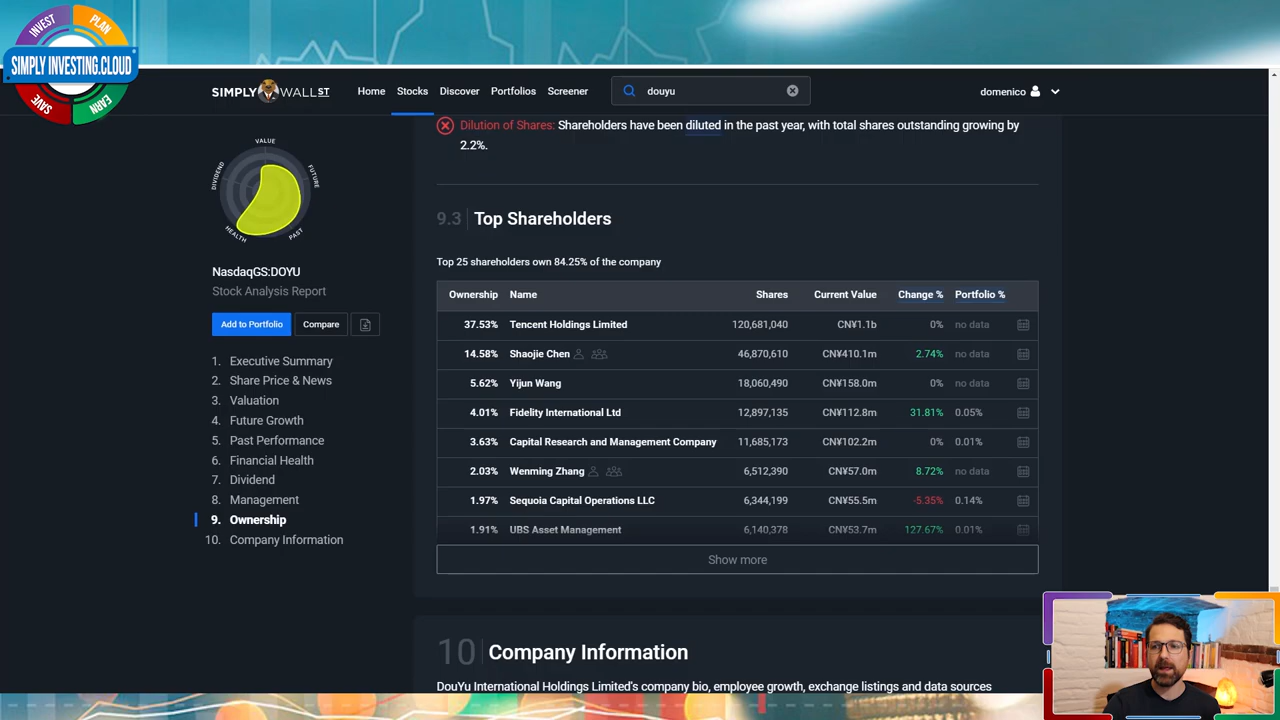 INVEST
PLAN
SIMPLY INVESTING.CLOUD
SAVE
EARN
SIMPLY WALL ST
Home
Stocks
Discover
Portfolios
Screener
douyu
domenico
Dilution of Shares: Shareholders have been diluted in the past year, with total shares outstanding growing by
2.2%.
VALUE
FUTURE
PAST
HEALTH
DIVIDEND
NasdaqGS:DOYU
Stock Analysis Report
Add to Portfolio
Compare
1. Executive Summary
2. Share Price & News
3. Valuation
4. Future Growth
5. Past Performance
6. Financial Health
7. Dividend
8. Management
9. Ownership
10. Company Information
9.3 Top Shareholders
Top 25 shareholders own 84.25% of the company
Ownership Name Shares Current Value Change % Portfolio %
37.53% Tencent Holdings Limited 120,681,040 CN¥1.1b 0% no data
14.58% Shaojie Chen 46,870,610 CN¥410.1m 2.74% no data
5.62% Yijun Wang 18,060,490 CN¥158.0m 0% no data
4.01% Fidelity International Ltd 12,897,135 CN¥112.8m 31.81% 0.05%
3.63% Capital Research and Management Company 11,685,173 CN¥102.2m 0% 0.01%
2.03% Wenming Zhang 6,512,390 CN¥57.0m 8.72% no data
1.97% Sequoia Capital Operations LLC 6,344,199 CN¥55.5m -5.35% 0.14%
1.91% UBS Asset Management 6,140,378 CN¥53.7m 127.67% 0.01%
Show more
10 Company Information
DouYu International Holdings Limited's company bio, employee growth, exchange listings and data sources